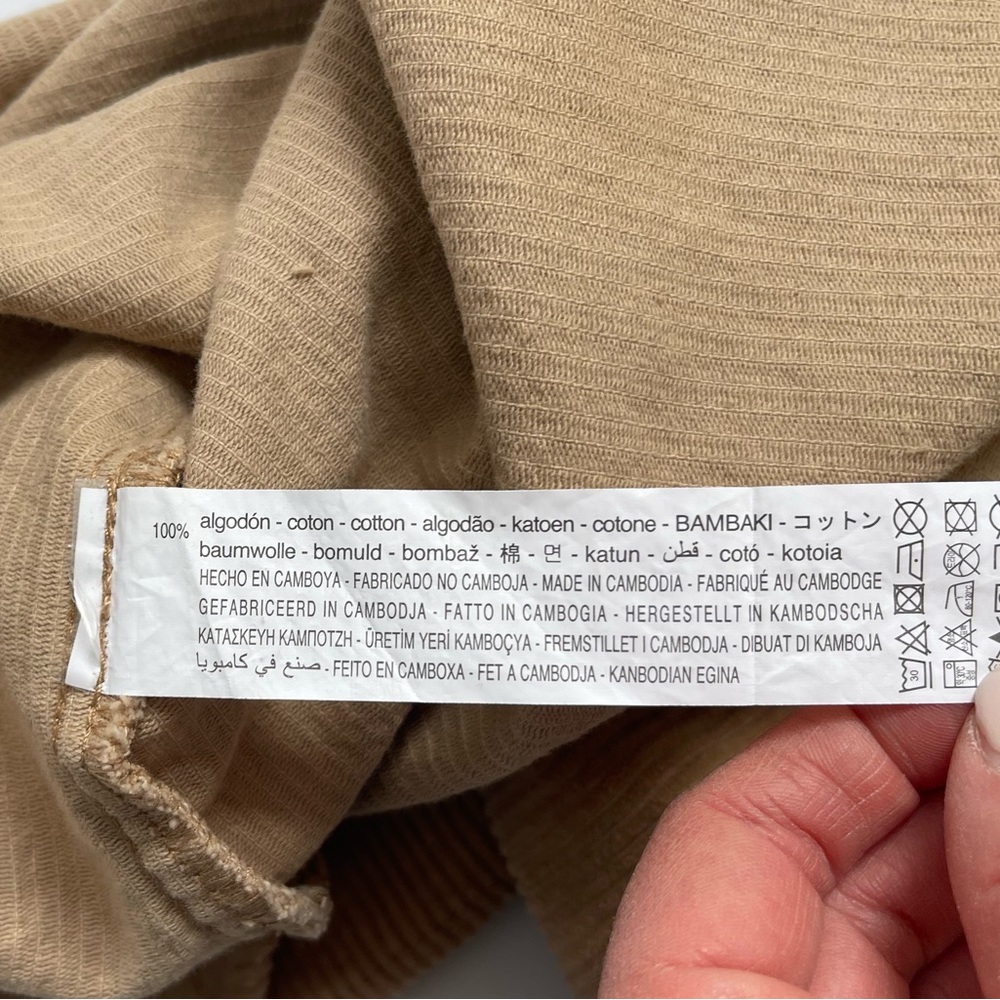 100% algodón - coton - cotton - algodão - katoen - cotone - BAMBAKI - コットン
baumwolle - bomuld - bombaž - 棉 - 면 - katun - قطن - cotó - kotoia
HECHO EN CAMBOYA - FABRICADO NO CAMBOJA - MADE IN CAMBODIA - FABRIQUÉ AU CAMBODGE
GEFABRICEERD IN CAMBODJA - FATTO IN CAMBOGIA - HERGESTELLT IN KAMBODSCHA
ΚΑΤΑΣΚΕΥΗ ΚΑΜΠΟΤΖΗ - ÜRETİM YERİ KAMBOÇYA - FREMSTILLET I CAMBODJA - DIBUAT DI KAMBOJA
صنع في كامبويا - FEITO EN CAMBOXA - FET A CAMBODJA - KANBODIAN EGINA
30